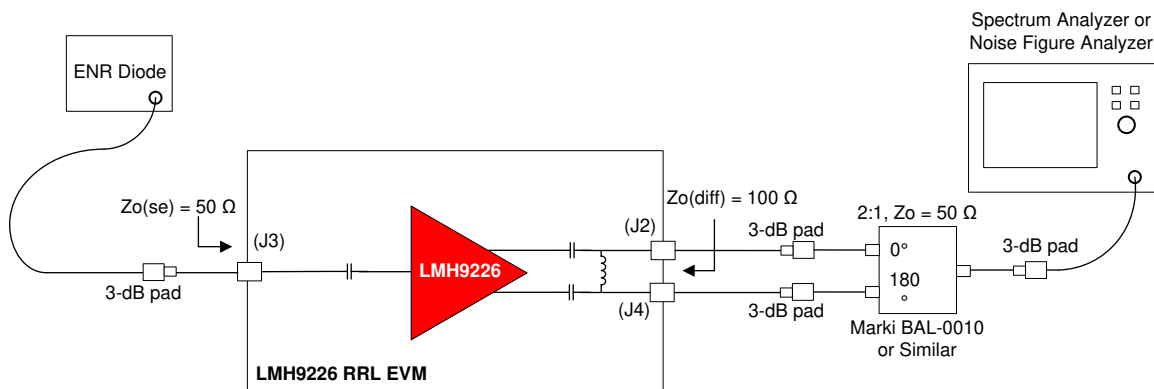 Spectrum Analyzer or
Noise Figure Analyzer
ENR Diode
Zo(se) = 50 Ω
(J3)
3-dB pad
LMH9226
(J2)
(J4)
Zo(diff) = 100 Ω
3-dB pad
3-dB pad
2:1, Zo = 50 Ω
0°
180
°
3-dB pad
Marki BAL-0010
or Similar
LMH9226 RRL EVM